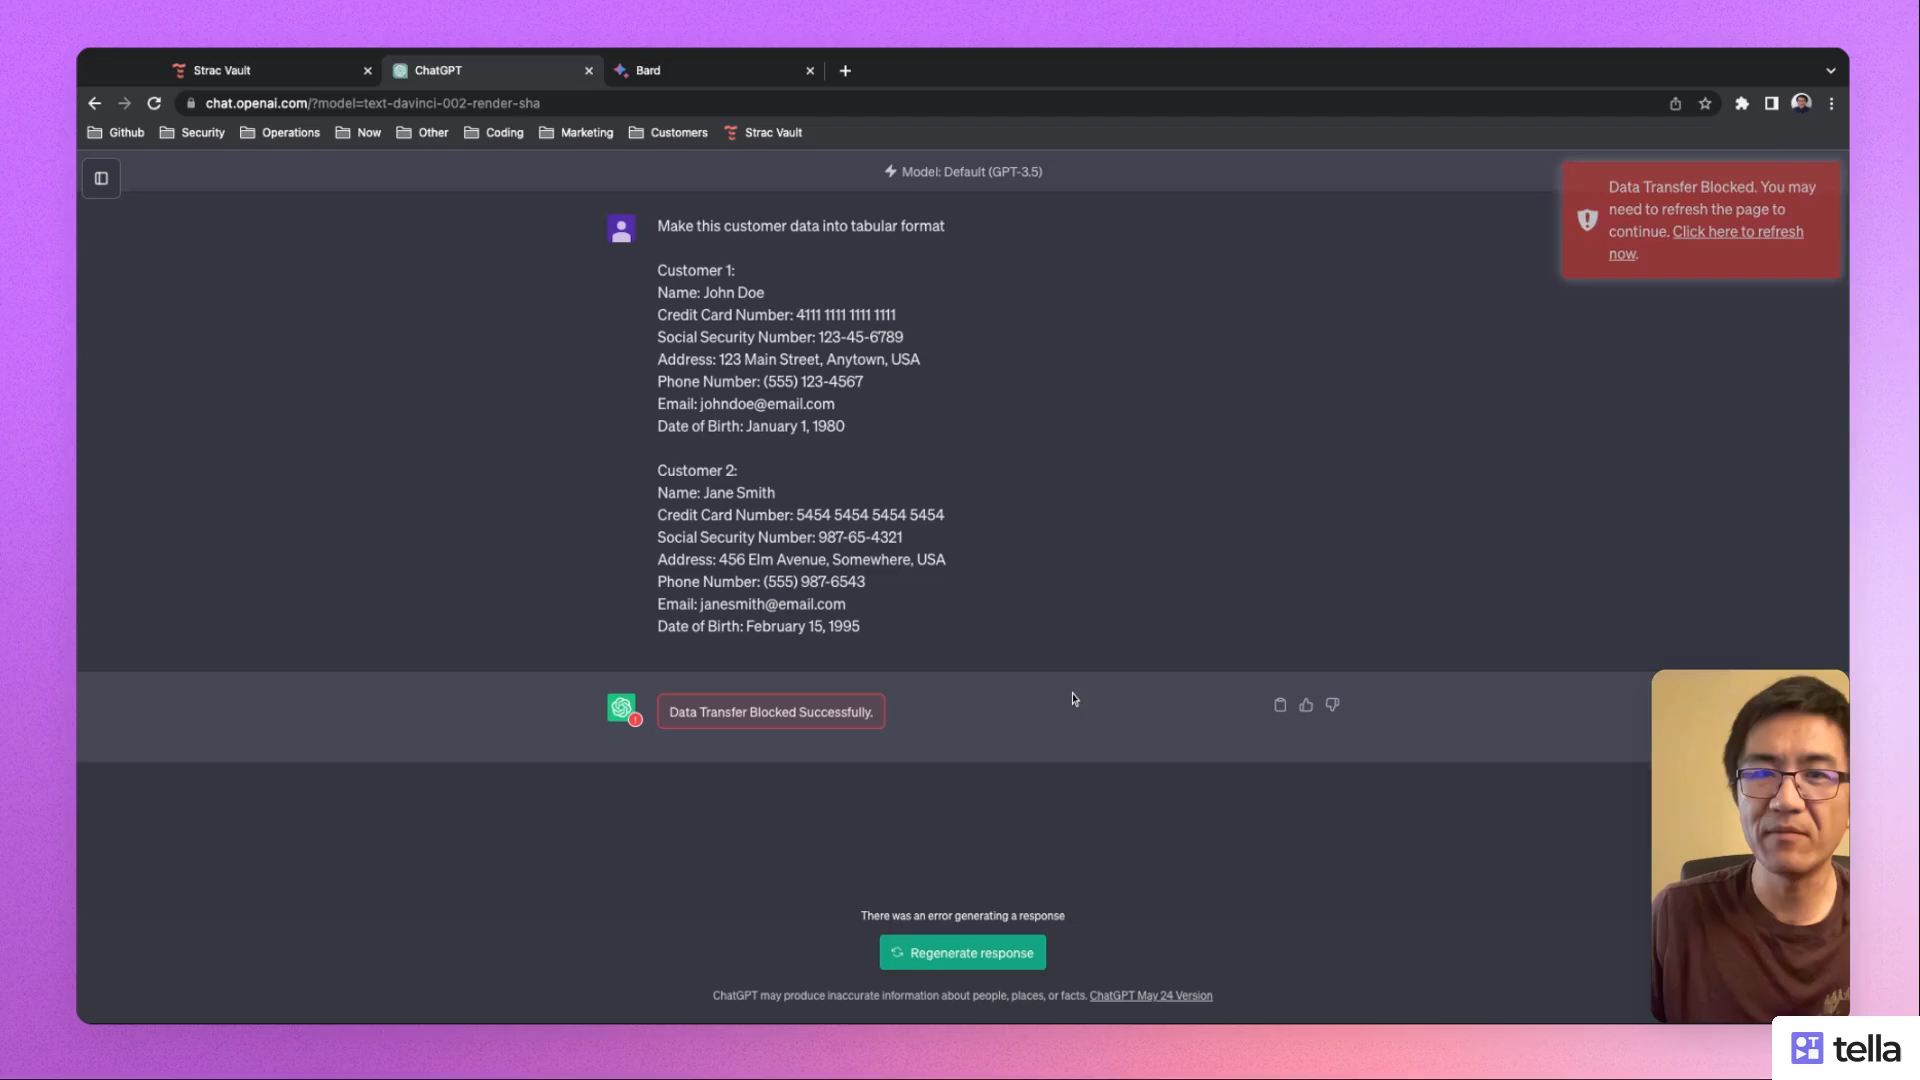 Strac Vault
ChatGPT
Bard
chat.openai.com/?model=text-davinci-002-render-sha
Github
Security
Operations
Now
Other
Coding
Marketing
Customers
Strac Vault
Model: Default (GPT-3.5)
Data Transfer Blocked. You may
need to refresh the page to
continue. Click here to refresh
now.
Make this customer data into tabular format
Customer 1:
Name: John Doe
Credit Card Number: 4111 1111 1111 1111
Social Security Number: 123-45-6789
Address: 123 Main Street, Anytown, USA
Phone Number: (555) 123-4567
Email: johndoe@email.com
Date of Birth: January 1, 1980
Customer 2:
Name: Jane Smith
Credit Card Number: 5454 5454 5454 5454
Social Security Number: 987-65-4321
Address: 456 Elm Avenue, Somewhere, USA
Phone Number: (555) 987-6543
Email: janesmith@email.com
Date of Birth: February 15, 1995
Data Transfer Blocked Successfully.
There was an error generating a response
Regenerate response
ChatGPT may produce inaccurate information about people, places, or facts. ChatGPT May 24 Version
tella